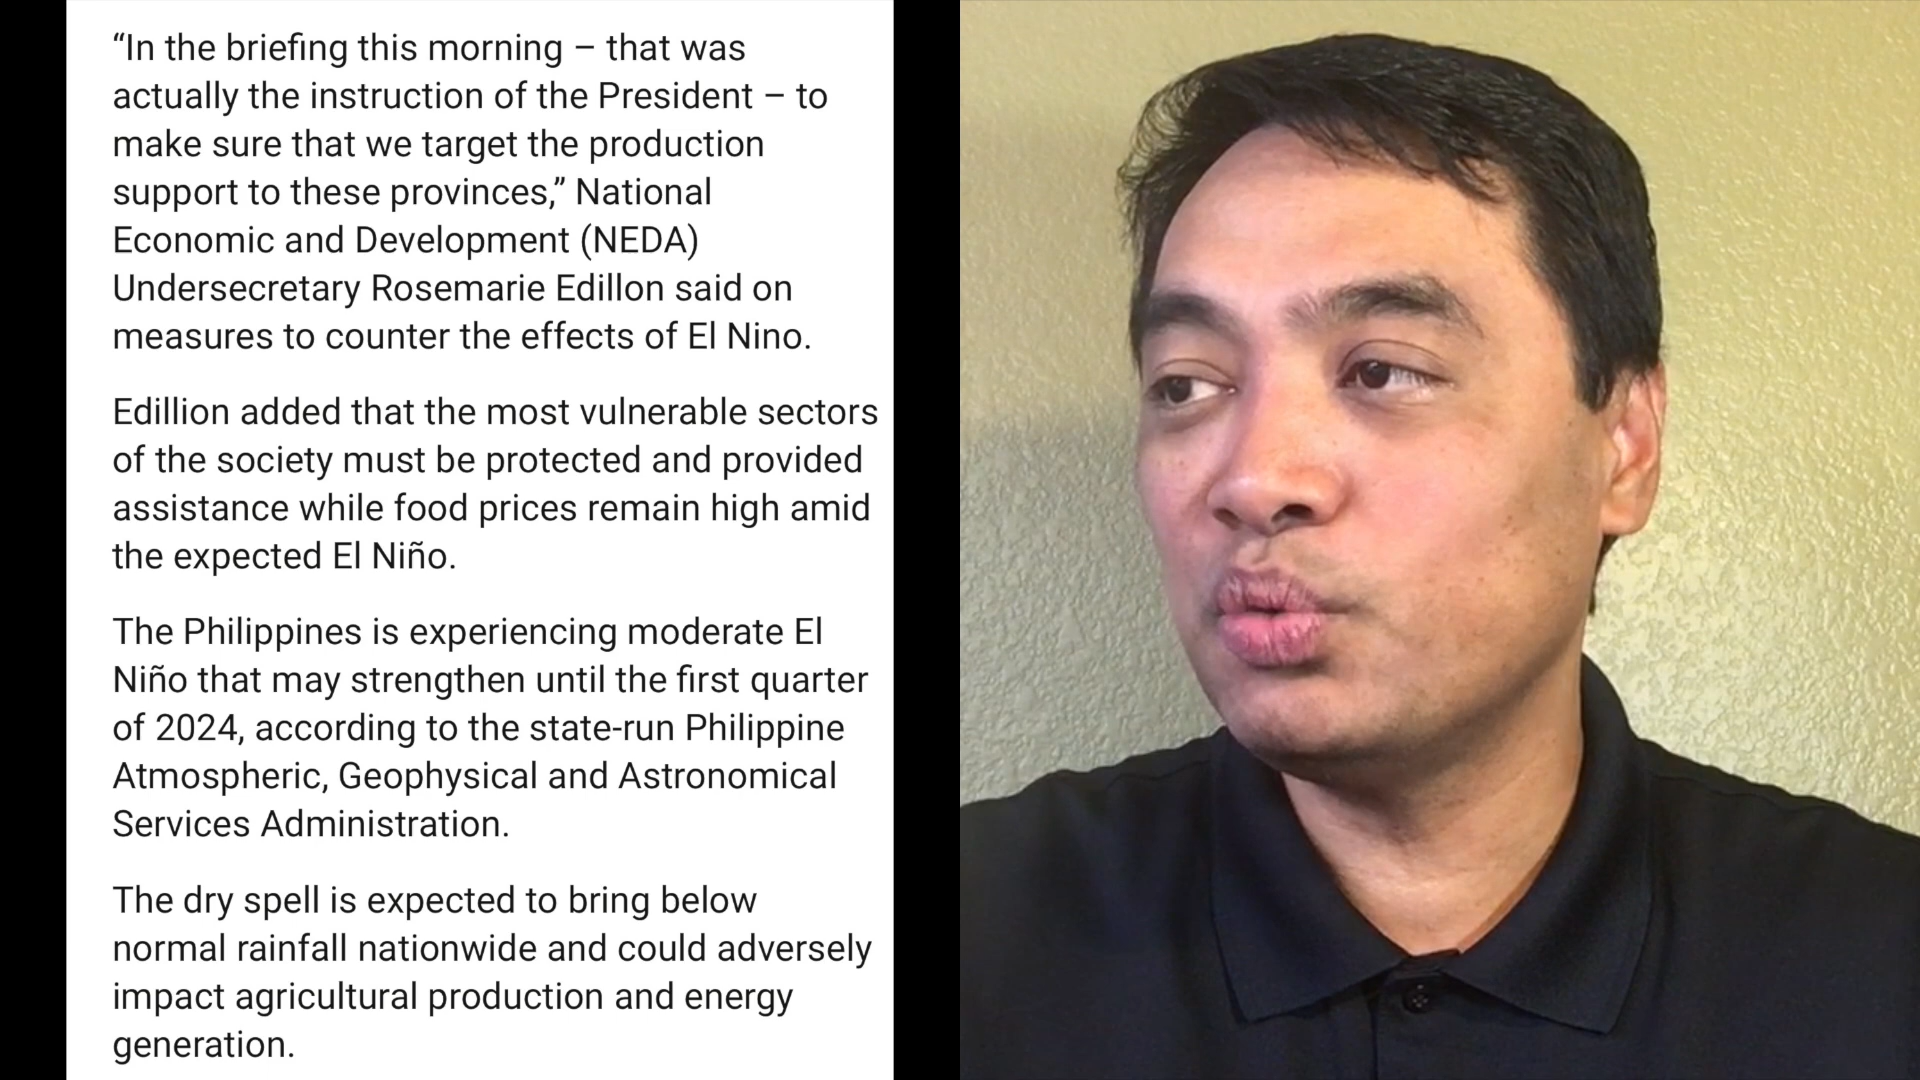 “In the briefing this morning – that was
actually the instruction of the President – to
make sure that we target the production
support to these provinces,” National
Economic and Development (NEDA)
Undersecretary Rosemarie Edillon said on
measures to counter the effects of El Nino.
Edillion added that the most vulnerable sectors
of the society must be protected and provided
assistance while food prices remain high amid
the expected El Niño.
The Philippines is experiencing moderate El
Niño that may strengthen until the first quarter
of 2024, according to the state-run Philippine
Atmospheric, Geophysical and Astronomical
Services Administration.
The dry spell is expected to bring below
normal rainfall nationwide and could adversely
impact agricultural production and energy
generation.